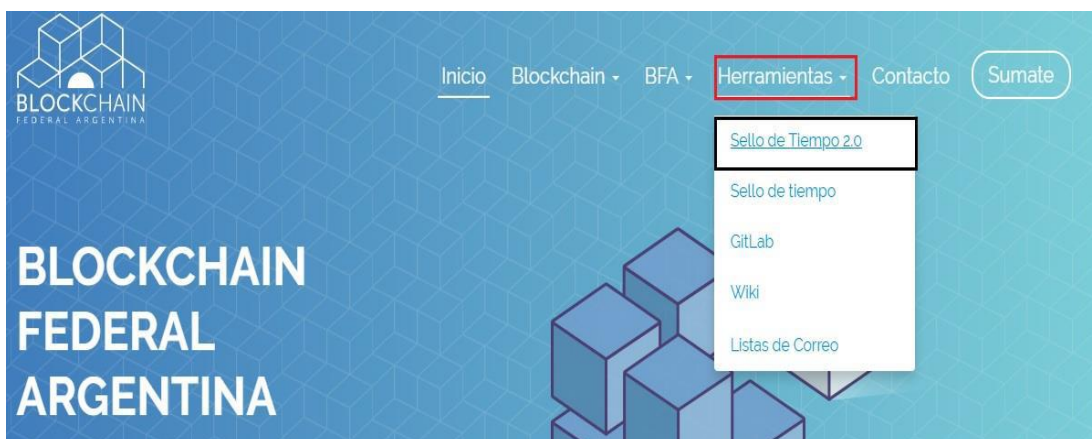 BLOCKCHAIN
FEDERAL ARGENTINA
Inicio Blockchain BFA Herramientas Contacto Sumate
Sello de Tiempo 2.0
Sello de tiempo
GitLab
Wiki
Listas de Correo
BLOCKCHAIN
FEDERAL
ARGENTINA